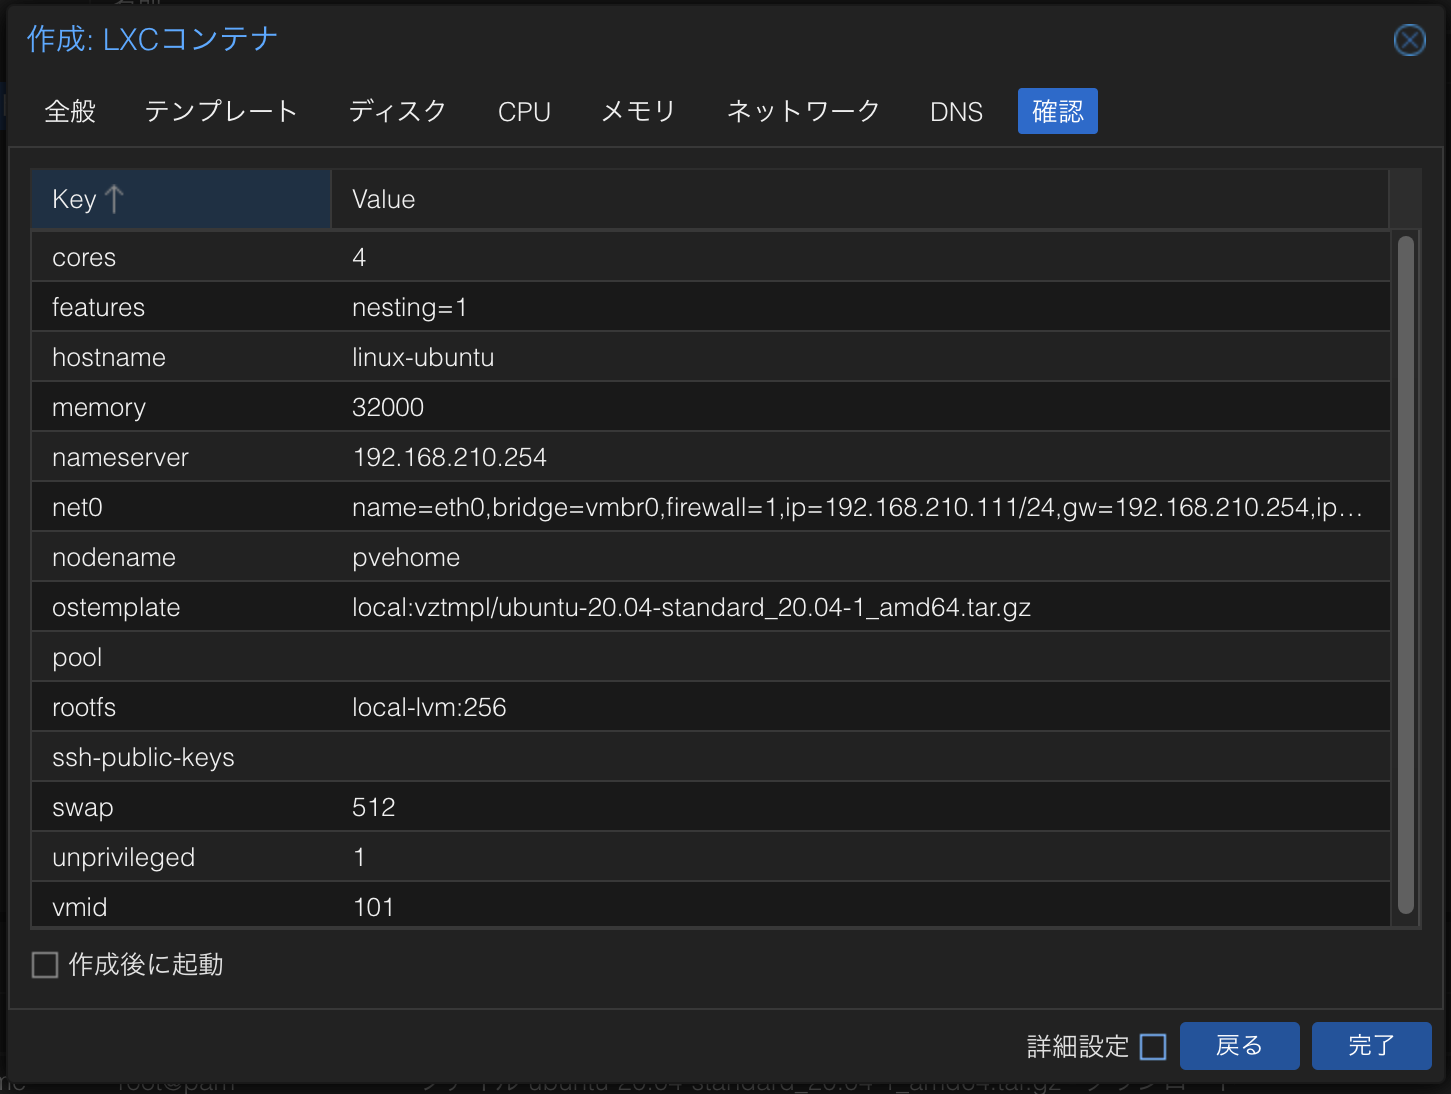 作成: LXCコンテナ
全般 テンプレート ディスク CPU メモリ ネットワーク DNS 確認
Key Value
cores 4
features nesting=1
hostname linux-ubuntu
memory 32000
nameserver 192.168.210.254
net0 name=eth0,bridge=vmbr0,firewall=1,ip=192.168.210.111/24,gw=192.168.210.254,ip...
nodename pvehome
ostemplate local:vztmpl/ubuntu-20.04-standard_20.04-1_amd64.tar.gz
pool
rootfs local-lvm:256
ssh-public-keys
swap 512
unprivileged 1
vmid 101
作成後に起動
詳細設定 戻る 完了